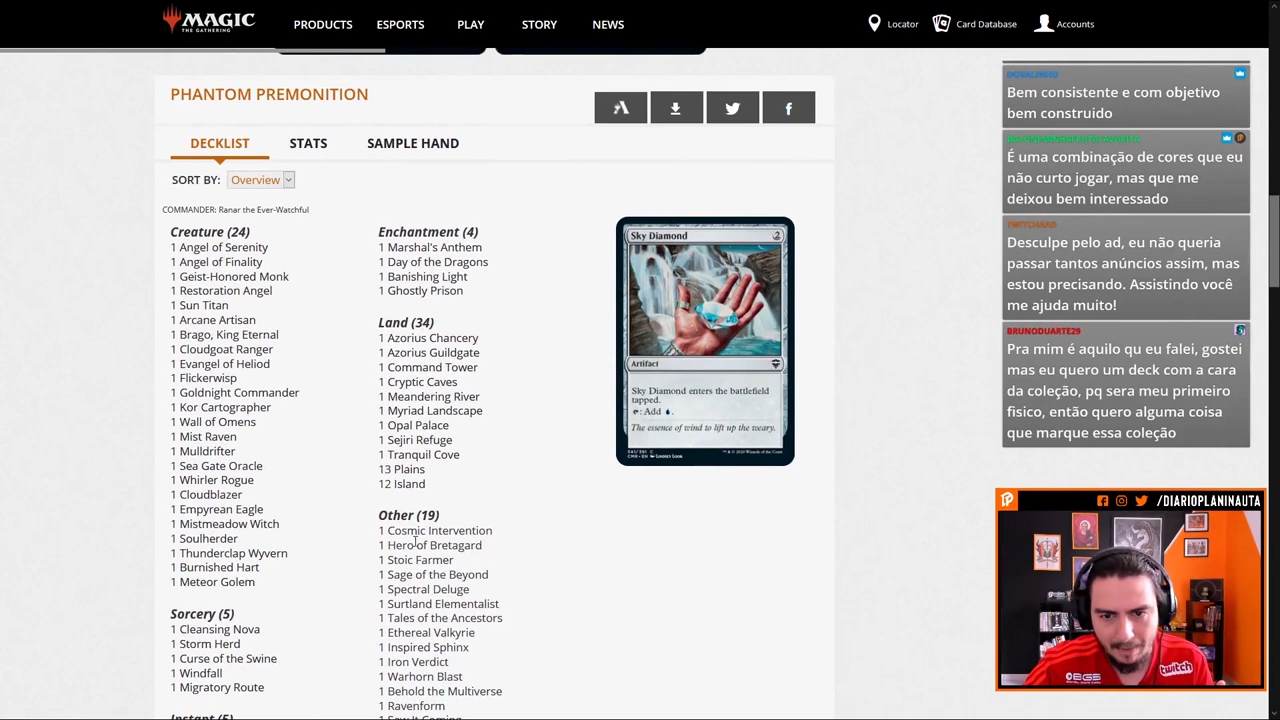 MAGIC
THE GATHERING
PRODUCTS
ESPORTS
PLAY
STORY
NEWS
Locator
Card Database
Accounts
PHANTOM PREMONITION
DECKLIST
STATS
SAMPLE HAND
SORT BY:
Overview
COMMANDER: Ranar the Ever-Watchful
Creature (24)
1 Angel of Serenity
1 Angel of Finality
1 Geist-Honored Monk
1 Restoration Angel
1 Sun Titan
1 Arcane Artisan
1 Brago, King Eternal
1 Cloudgoat Ranger
1 Evangel of Heliod
1 Flickerwisp
1 Goldnight Commander
1 Kor Cartographer
1 Wall of Omens
1 Mist Raven
1 Mulldrifter
1 Sea Gate Oracle
1 Whirler Rogue
1 Cloudblazer
1 Empyrean Eagle
1 Mistmeadow Witch
1 Soulherder
1 Thunderclap Wyvern
1 Burnished Hart
1 Meteor Golem
Sorcery (5)
1 Cleansing Nova
1 Storm Herd
1 Curse of the Swine
1 Windfall
1 Migratory Route
Instant (5)
Enchantment (4)
1 Marshal's Anthem
1 Day of the Dragons
1 Banishing Light
1 Ghostly Prison
Land (34)
1 Azorius Chancery
1 Azorius Guildgate
1 Command Tower
1 Cryptic Caves
1 Meandering River
1 Myriad Landscape
1 Opal Palace
1 Sejiri Refuge
1 Tranquil Cove
13 Plains
12 Island
Other (19)
1 Cosmic Intervention
1 Hero of Bretagard
1 Stoic Farmer
1 Sage of the Beyond
1 Spectral Deluge
1 Surtland Elementalist
1 Tales of the Ancestors
1 Ethereal Valkyrie
1 Inspired Sphinx
1 Iron Verdict
1 Warhorn Blast
1 Behold the Multiverse
1 Ravenform
1 Saw It Coming
Sky Diamond
2
Artifact
Sky Diamond enters the battlefield
tapped.
: Add
The essence of wind to lift up the weary.
Bem consistente e com objetivo
bem construido
É uma combinação de cores que eu
não curto jogar, mas que me
deixou bem interessado
Desculpe pelo ad, eu não queria
passar tantos anúncios assim, mas
estou precisando. Assistindo você
me ajuda muito!
BRUNODUARTE29
Pra mim é aquilo qu eu falei, gostei
mas eu quero um deck com a cara
da coleção, pq sera meu primeiro
fisico, então quero alguma coisa
que marque essa coleção
/DIARIOPLANINAUTA
BGS
twitch